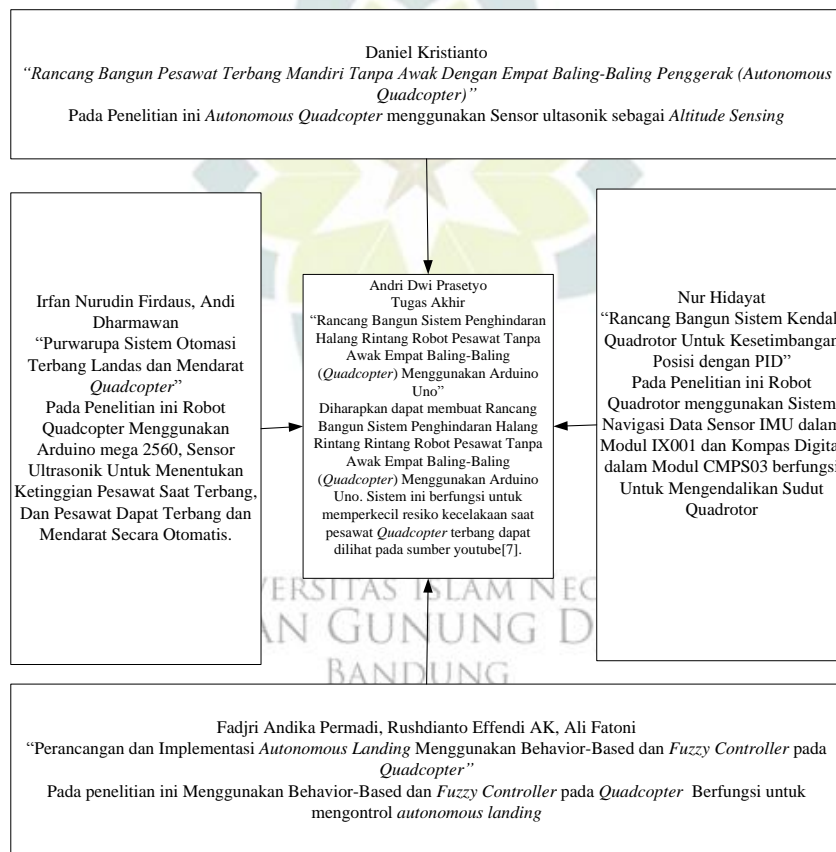 Daniel Kristianto
“Rancang Bangun Pesawat Terbang Mandiri Tanpa Awak Dengan Empat Baling-Baling Penggerak (Autonomous
Quadcopter)”
Pada Penelitian ini Autonomous Quadcopter menggunakan Sensor ultasonik sebagai Altitude Sensing
Irfan Nurudin Firdaus, Andi
Dharmawan
“Purwarupa Sistem Otomasi
Terbang Landas dan Mendarat
Quadcopter”
Pada Penelitian ini Robot
Quadcopter Menggunakan
Arduino mega 2560, Sensor
Ultrasonik Untuk Menentukan
Ketinggian Pesawat Saat Terbang,
Dan Pesawat Dapat Terbang dan
Mendarat Secara Otomatis.
Andri Dwi Prasetyo
Tugas Akhir
“Rancang Bangun Sistem Penghindaran
Halang Rintang Robot Pesawat Tanpa
Awak Empat Baling-Baling
(Quadcopter) Menggunakan Arduino
Uno”
Diharapkan dapat membuat Rancang
Bangun Sistem Penghindaran Halang
Rintang Rintang Robot Pesawat Tanpa
Awak Empat Baling-Baling
(Quadcopter) Menggunakan Arduino
Uno. Sistem ini berfungsi untuk
memperkecil resiko kecelakaan saat
pesawat Quadcopter terbang dapat
dilihat pada sumber youtube[7].
Nur Hidayat
“Rancang Bangun Sistem Kendali
Quadrotor Untuk Kesetimbangan
Posisi dengan PID”
Pada Penelitian ini Robot
Quadrotor menggunakan Sistem
Navigasi Data Sensor IMU dalam
Modul IX001 dan Kompas Digital
dalam Modul CMPS03 berfungsi
Untuk Mengendalikan Sudut
Quadrotor
VERSITAS ISLAM NEG
AN GUNUNG D
BANDUNG
Fadjri Andika Permadi, Rushdianto Effendi AK, Ali Fatoni
“Perancangan dan Implementasi Autonomous Landing Menggunakan Behavior-Based dan Fuzzy Controller pada
Quadcopter”
Pada penelitian ini Menggunakan Behavior-Based dan Fuzzy Controller pada Quadcopter Berfungsi untuk
mengontrol autonomous landing